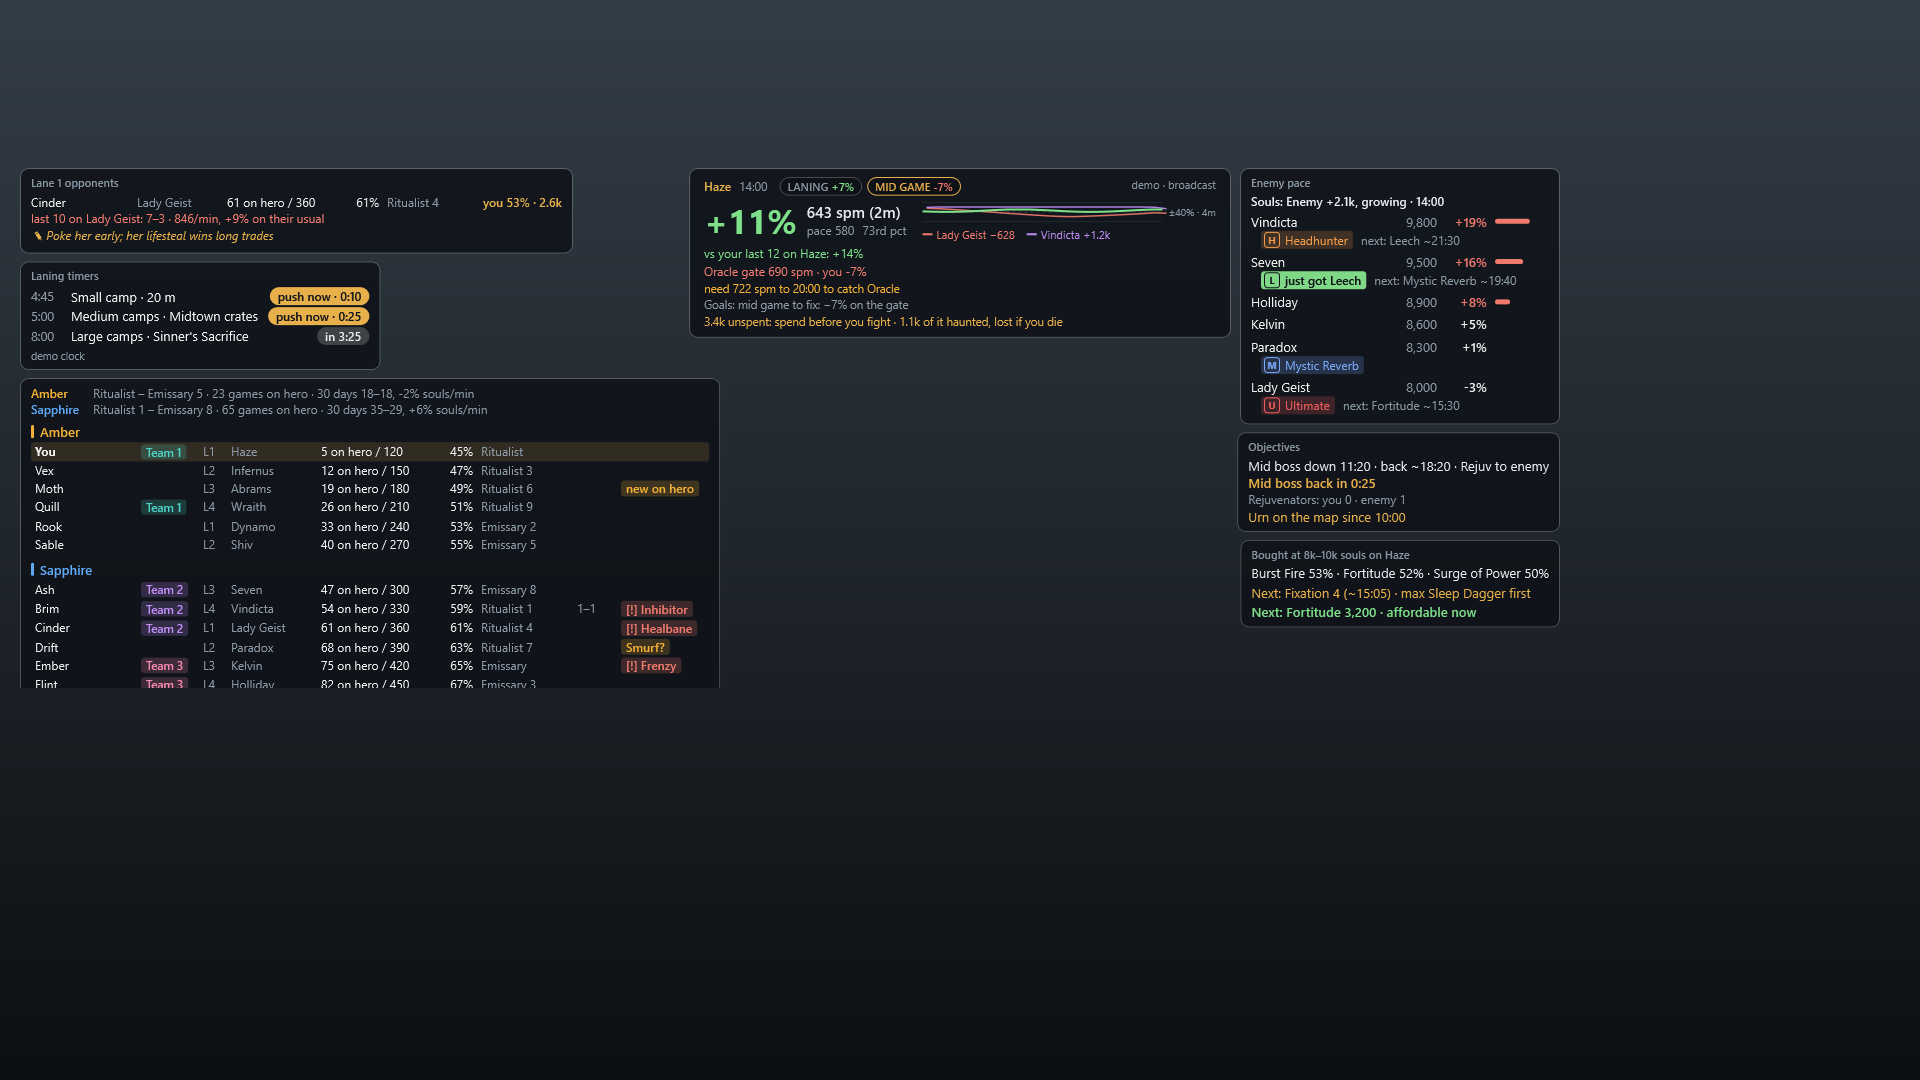 Lane 1 opponents
Cinder Lady Geist 61 on hero / 360 61% Ritualist 4 you 53% · 2.6k
last 10 on Lady Geist: 7–3 · 846/min, +9% on their usual
✎ Poke her early; her lifesteal wins long trades
Laning timers
4:45 Small camp · 20 m push now · 0:10
5:00 Medium camps · Midtown crates push now · 0:25
8:00 Large camps · Sinner's Sacrifice in 3:25
demo clock
Amber Ritualist – Emissary 5 · 23 games on hero · 30 days 18–18, -2% souls/min
Sapphire Ritualist 1 – Emissary 8 · 65 games on hero · 30 days 35–29, +6% souls/min
Amber
You Team 1 L1 Haze 5 on hero / 120 45% Ritualist
Vex L2 Infernus 12 on hero / 150 47% Ritualist 3
Moth L3 Abrams 19 on hero / 180 49% Ritualist 6 new on hero
Quill Team 1 L4 Wraith 26 on hero / 210 51% Ritualist 9
Rook L1 Dynamo 33 on hero / 240 53% Emissary 2
Sable L2 Shiv 40 on hero / 270 55% Emissary 5
Sapphire
Ash Team 2 L3 Seven 47 on hero / 300 57% Emissary 8
Brim Team 2 L4 Vindicta 54 on hero / 330 59% Ritualist 1 1–1 [!] Inhibitor
Cinder Team 2 L1 Lady Geist 61 on hero / 360 61% Ritualist 4 [!] Healbane
Drift L2 Paradox 68 on hero / 390 63% Ritualist 7 Smurf?
Ember Team 3 L3 Kelvin 75 on hero / 420 65% Emissary [!] Frenzy
Flint Team 3 L4 Holliday 82 on hero / 450 67% Emissary 3
Haze 14:00 LANING +7% MID GAME -7% demo · broadcast
+11% 643 spm (2m)
pace 580 73rd pct
±40% · 4m
Lady Geist −628 Vindicta +1.2k
vs your last 12 on Haze: +14%
Oracle gate 690 spm · you -7%
need 722 spm to 20:00 to catch Oracle
Goals: mid game to fix: −7% on the gate
3.4k unspent: spend before you fight · 1.1k of it haunted, lost if you die
Enemy pace
Souls: Enemy +2.1k, growing · 14:00
Vindicta 9,800 +19%
H Headhunter next: Leech ~21:30
Seven 9,500 +16%
L just got Leech next: Mystic Reverb ~19:40
Holliday 8,900 +8%
Kelvin 8,600 +5%
Paradox 8,300 +1%
M Mystic Reverb
Lady Geist 8,000 -3%
U Ultimate next: Fortitude ~15:30
Objectives
Mid boss down 11:20 · back ~18:20 · Rejuv to enemy
Mid boss back in 0:25
Rejuvenators: you 0 · enemy 1
Urn on the map since 10:00
Bought at 8k–10k souls on Haze
Burst Fire 53% · Fortitude 52% · Surge of Power 50%
Next: Fixation 4 (~15:05) · max Sleep Dagger first
Next: Fortitude 3,200 · affordable now